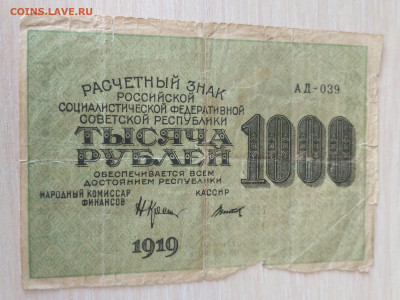 COINS.LAVE.RU
РАСЧЕТНЫЙ ЗНАК
РОССИЙСКОЙ
СОЦИАЛИСТИЧЕСКОЙ ФЕДЕРАТИВНОЙ
СОВЕТСКОЙ РЕСПУБЛИКИ
АД-039
ТЫСЯЧА
РУБЛЕЙ
1000
ОБЕСПЕЧИВАЕТСЯ ВСЕМ
ДОСТОЯНИЕМ РЕСПУБЛИКИ
НАРОДНЫЙ КОМИССАР
ФИНАНСОВ
КАССИР
1919